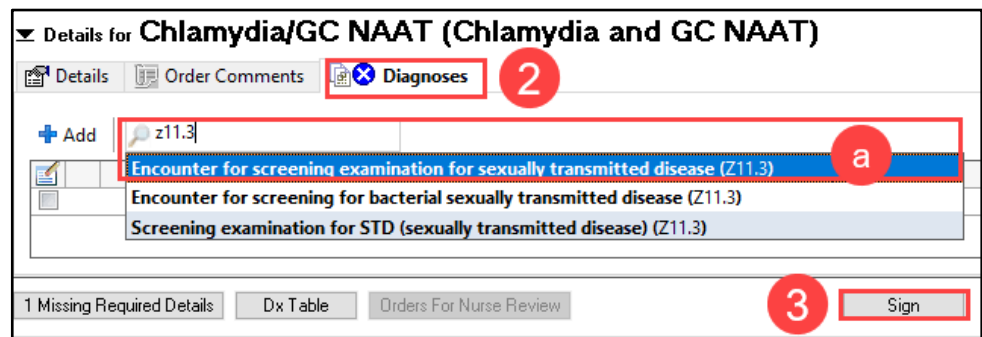 Details for Chlamydia/GC NAAT (Chlamydia and GC NAAT)
Details Order Comments Diagnoses 2
Add z11.3
Encounter for screening examination for sexually transmitted disease (Z11.3) a
Encounter for screening for bacterial sexually transmitted disease (Z11.3)
Screening examination for STD (sexually transmitted disease) (Z11.3)
1 Missing Required Details Dx Table Orders For Nurse Review 3 Sign